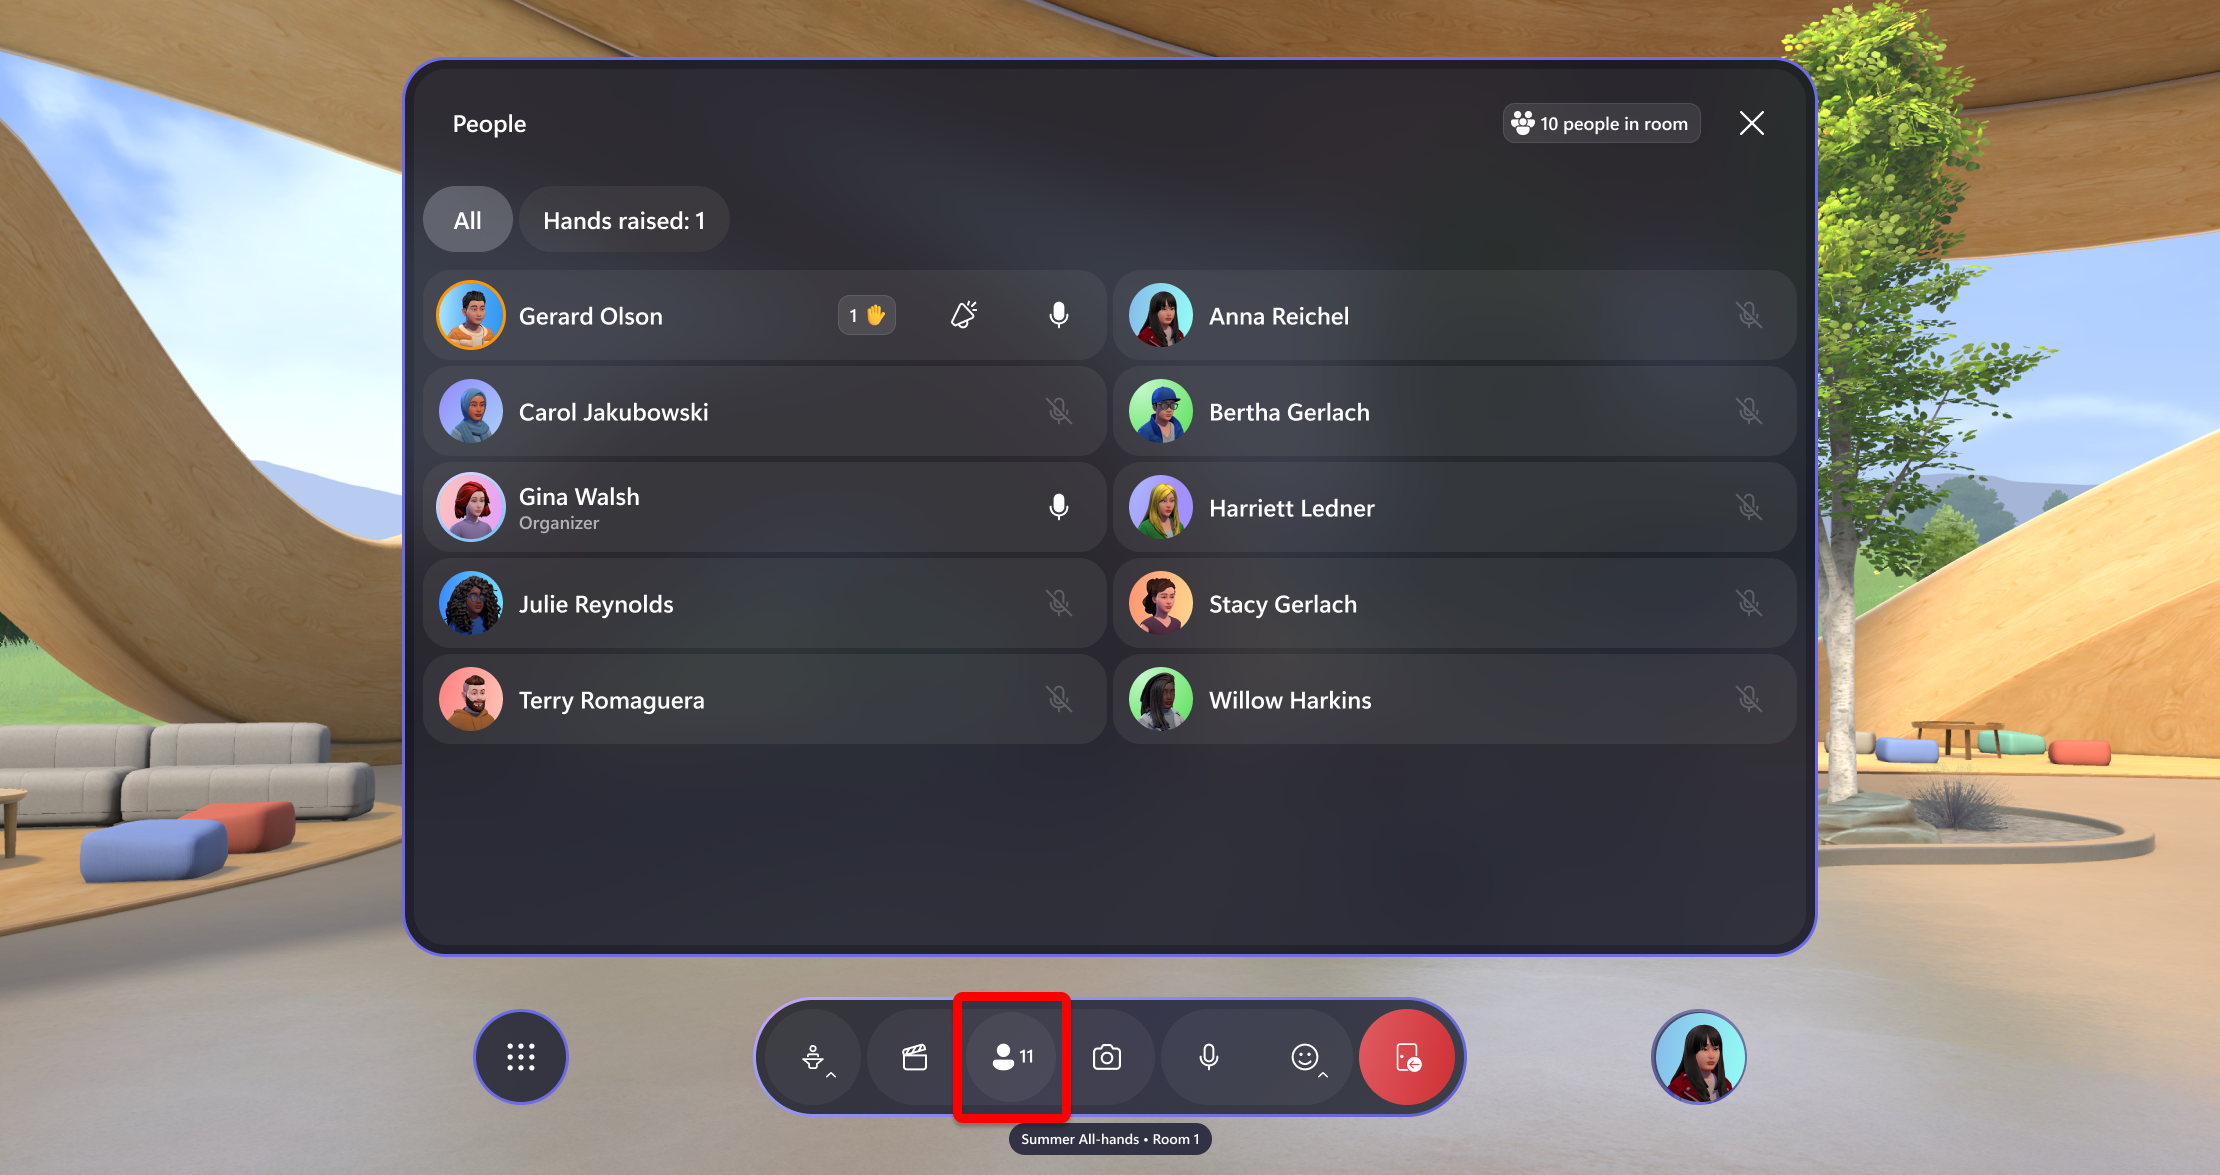 People
10 people in room
All
Hands raised: 1
Gerard Olson
1
Anna Reichel
Carol Jakubowski
Bertha Gerlach
Gina Walsh
Organizer
Harriett Ledner
Julie Reynolds
Stacy Gerlach
Terry Romaguera
Willow Harkins
11
Summer All-hands • Room 1